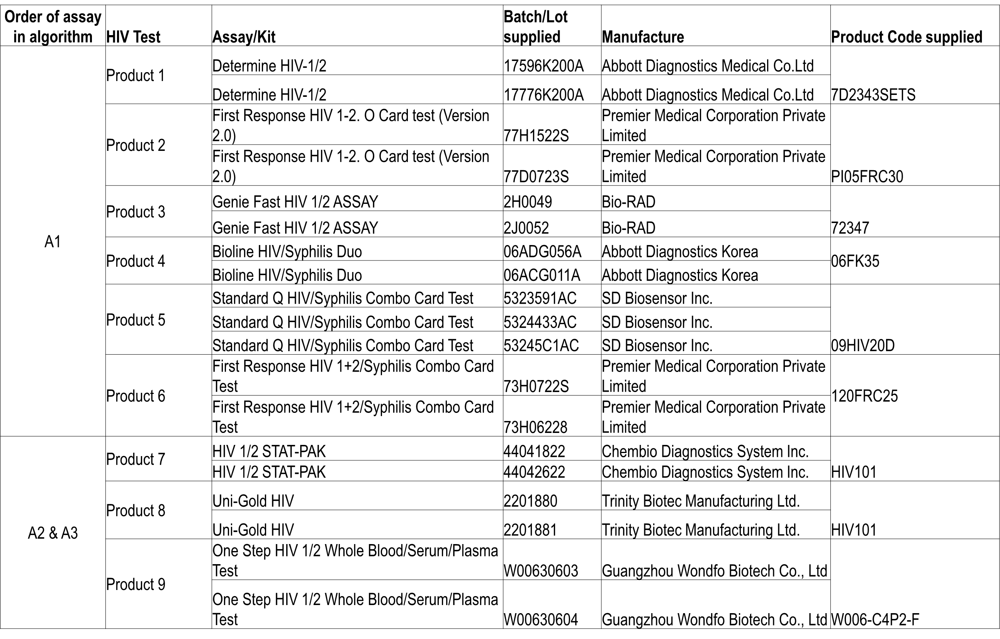 Order of assay in algorithm HIV Test Assay/Kit Batch/Lot supplied Manufacture Product Code supplied
A1
Product 1
Determine HIV-1/2 17596K200A Abbott Diagnostics Medical Co.Ltd
Determine HIV-1/2 17776K200A Abbott Diagnostics Medical Co.Ltd 7D2343SETS
Product 2
First Response HIV 1-2. O Card test (Version 2.0) 77H1522S Premier Medical Corporation Private Limited
First Response HIV 1-2. O Card test (Version 2.0) 77D0723S Premier Medical Corporation Private Limited PI05FRC30
Product 3
Genie Fast HIV 1/2 ASSAY 2H0049 Bio-RAD
Genie Fast HIV 1/2 ASSAY 2J0052 Bio-RAD 72347
Product 4
Bioline HIV/Syphilis Duo 06ADG056A Abbott Diagnostics Korea
Bioline HIV/Syphilis Duo 06ACG011A Abbott Diagnostics Korea
06FK35
Product 5
Standard Q HIV/Syphilis Combo Card Test 5323591AC SD Biosensor Inc.
Standard Q HIV/Syphilis Combo Card Test 5324433AC SD Biosensor Inc.
Standard Q HIV/Syphilis Combo Card Test 53245C1AC SD Biosensor Inc. 09HIV20D
Product 6
First Response HIV 1+2/Syphilis Combo Card Test 73H0722S Premier Medical Corporation Private Limited
First Response HIV 1+2/Syphilis Combo Card Test 73H06228 Premier Medical Corporation Private Limited
120FRC25
A2 & A3
Product 7
HIV 1/2 STAT-PAK 44041822 Chembio Diagnostics System Inc.
HIV 1/2 STAT-PAK 44042622 Chembio Diagnostics System Inc. HIV101
Product 8
Uni-Gold HIV 2201880 Trinity Biotec Manufacturing Ltd.
Uni-Gold HIV 2201881 Trinity Biotec Manufacturing Ltd. HIV101
Product 9
One Step HIV 1/2 Whole Blood/Serum/Plasma Test W00630603 Guangzhou Wondfo Biotech Co., Ltd
One Step HIV 1/2 Whole Blood/Serum/Plasma Test W00630604 Guangzhou Wondfo Biotech Co., Ltd W006-C4P2-F